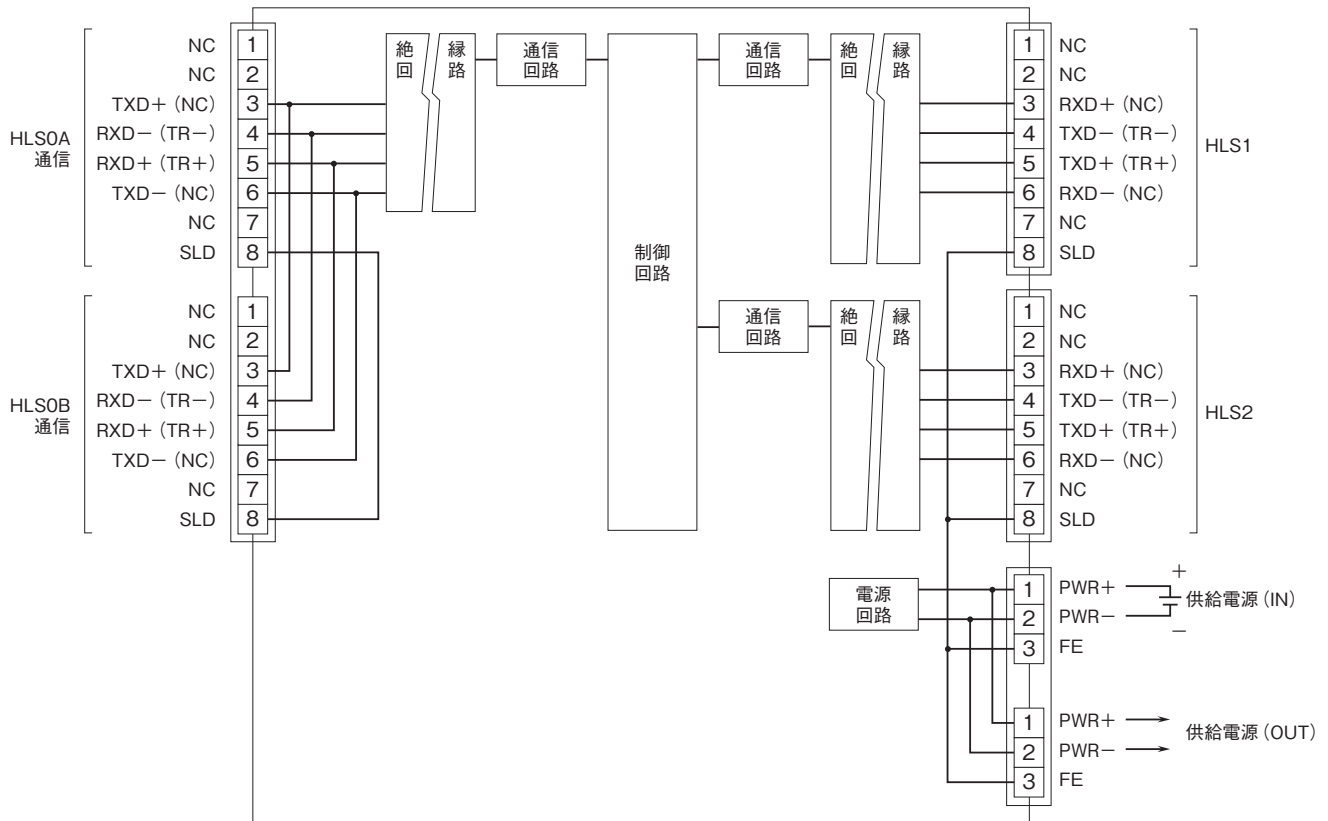 HLS0A
通信
NC 1
NC 2
TXD+ (NC) 3
RXD− (TR−) 4
RXD+ (TR+) 5
TXD− (NC) 6
NC 7
SLD 8
HLS0B
通信
NC 1
NC 2
TXD+ (NC) 3
RXD− (TR−) 4
RXD+ (TR+) 5
TXD− (NC) 6
NC 7
SLD 8
絶 縁
回 路
通信
回路
制御
回路
通信
回路
絶 縁
回 路
通信
回路
絶 縁
回 路
電源
回路
1 NC
2 NC
3 RXD+ (NC)
4 TXD− (TR−)
5 TXD+ (TR+)
6 RXD− (NC)
7 NC
8 SLD
HLS1
1 NC
2 NC
3 RXD+ (NC)
4 TXD− (TR−)
5 TXD+ (TR+)
6 RXD− (NC)
7 NC
8 SLD
HLS2
1 PWR+
2 PWR−
3 FE
+
供給電源 (IN)
−
1 PWR+
2 PWR−
3 FE
供給電源 (OUT)